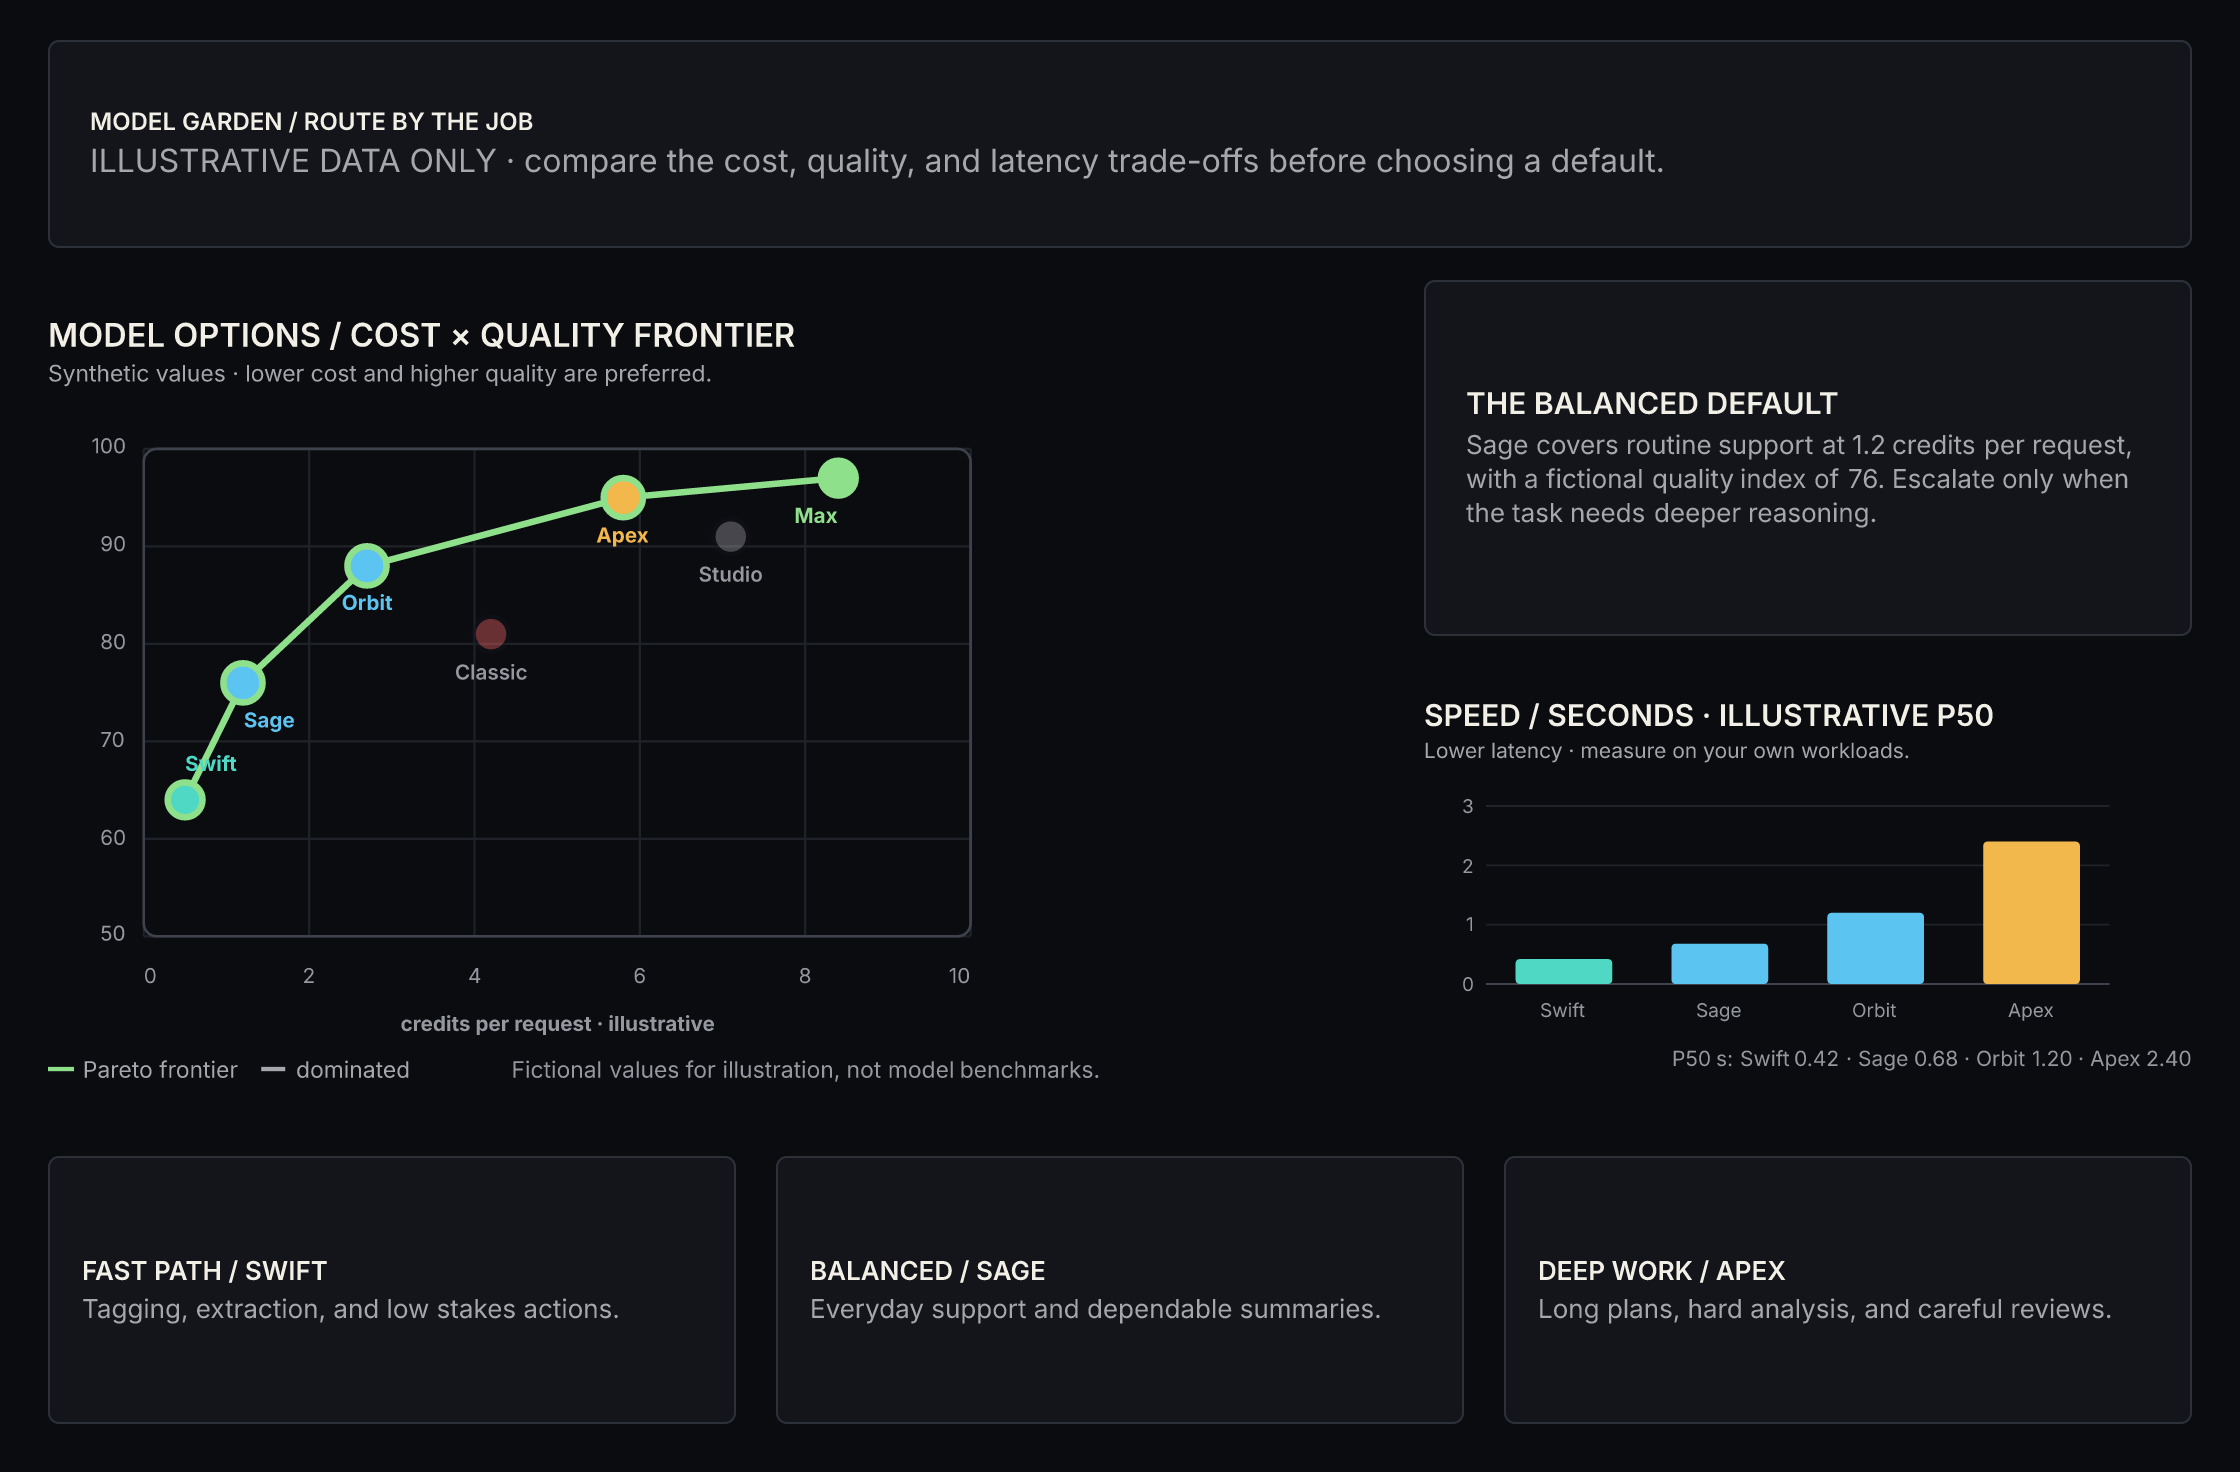 MODEL GARDEN / ROUTE BY THE JOB
ILLUSTRATIVE DATA ONLY · compare the cost, quality, and latency trade-offs before choosing a default.
MODEL OPTIONS / COST × QUALITY FRONTIER
Synthetic values · lower cost and higher quality are preferred.
100
90
80
70
60
50
Max
Apex
Studio
Orbit
Classic
Sage
Swift
0
2
4
6
8
10
credits per request · illustrative
Pareto frontier
dominated
Fictional values for illustration, not model benchmarks.
THE BALANCED DEFAULT
Sage covers routine support at 1.2 credits per request,
with a fictional quality index of 76. Escalate only when
the task needs deeper reasoning.
SPEED / SECONDS · ILLUSTRATIVE P50
Lower latency · measure on your own workloads.
3
2
1
0
Swift
Sage
Orbit
Apex
P50 s: Swift 0.42 · Sage 0.68 · Orbit 1.20 · Apex 2.40
FAST PATH / SWIFT
Tagging, extraction, and low stakes actions.
BALANCED / SAGE
Everyday support and dependable summaries.
DEEP WORK / APEX
Long plans, hard analysis, and careful reviews.